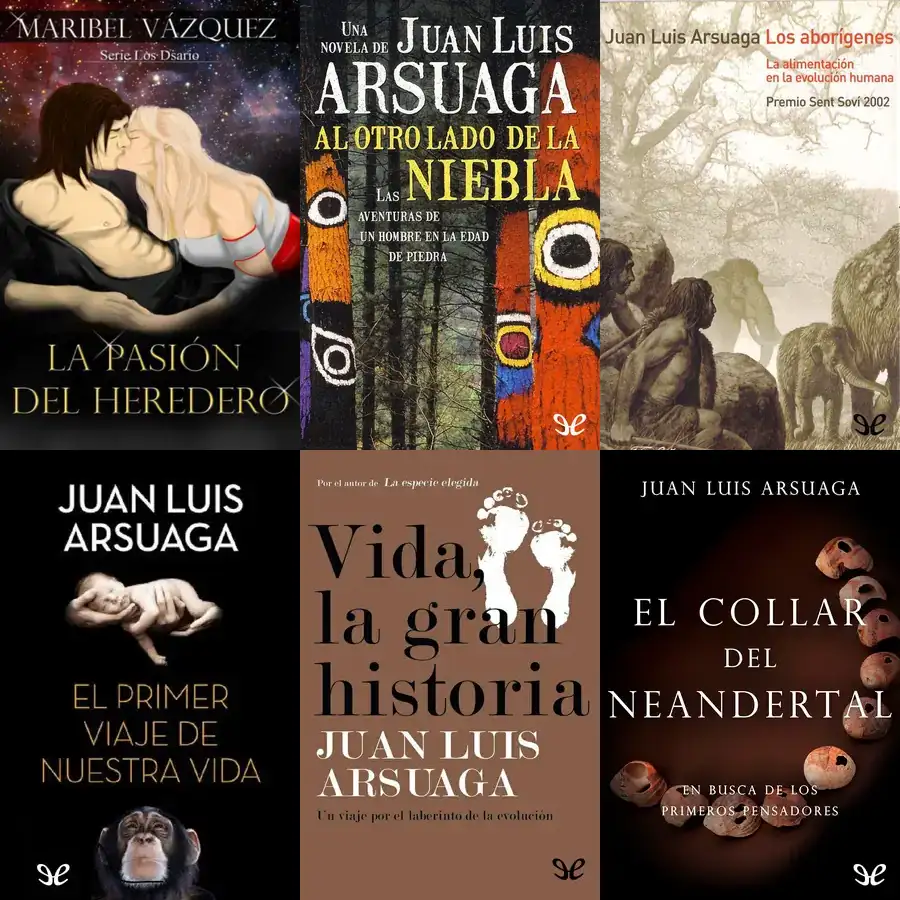 MARIBEL VÁZQUEZ
Serie Los Dsario
LA PASIÓN
DEL HEREDERO
UNA
NOVELA DE
JUAN LUIS
ARSUAGA
AL OTRO LADO DE LA
NIEBLA
LAS
AVENTURAS DE
UN HOMBRE EN LA EDAD
DE PIEDRA
Juan Luis Arsuaga Los aborígenes
La alimentación
en la evolución humana
Premio Sent Soví 2002
JUAN LUIS
ARSUAGA
EL PRIMER
VIAJE DE
NUESTRA VIDA
Por el autor de La especie elegida
Vida,
la gran
historia
JUAN LUIS
ARSUAGA
Un viaje por el laberinto de la evolución
JUAN LUIS ARSUAGA
EL COLLAR
DEL
NEANDERTAL
EN BUSCA DE LOS
PRIMEROS PENSADORES